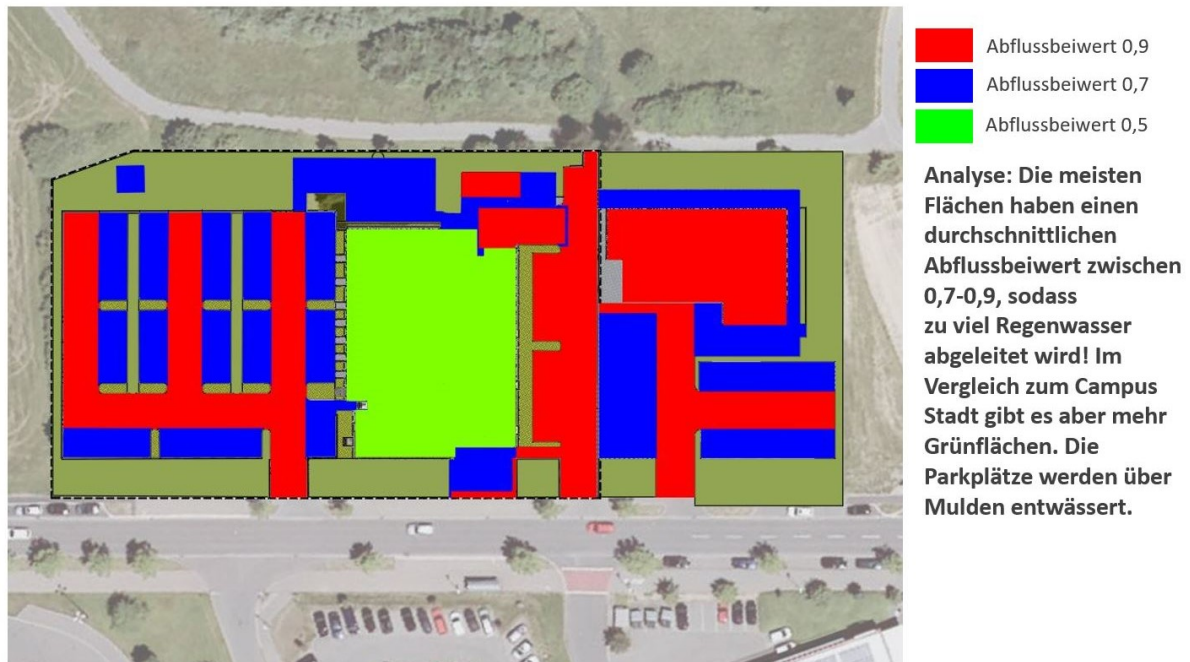 Abflussbeiwert 0,9
Abflussbeiwert 0,7
Abflussbeiwert 0,5
Analyse: Die meisten
Flächen haben einen
durchschnittlichen
Abflussbeiwert zwischen
0,7-0,9, sodass
zu viel Regenwasser
abgeleitet wird! Im
Vergleich zum Campus
Stadt gibt es aber mehr
Grünflächen. Die
Parkplätze werden über
Mulden entwässert.